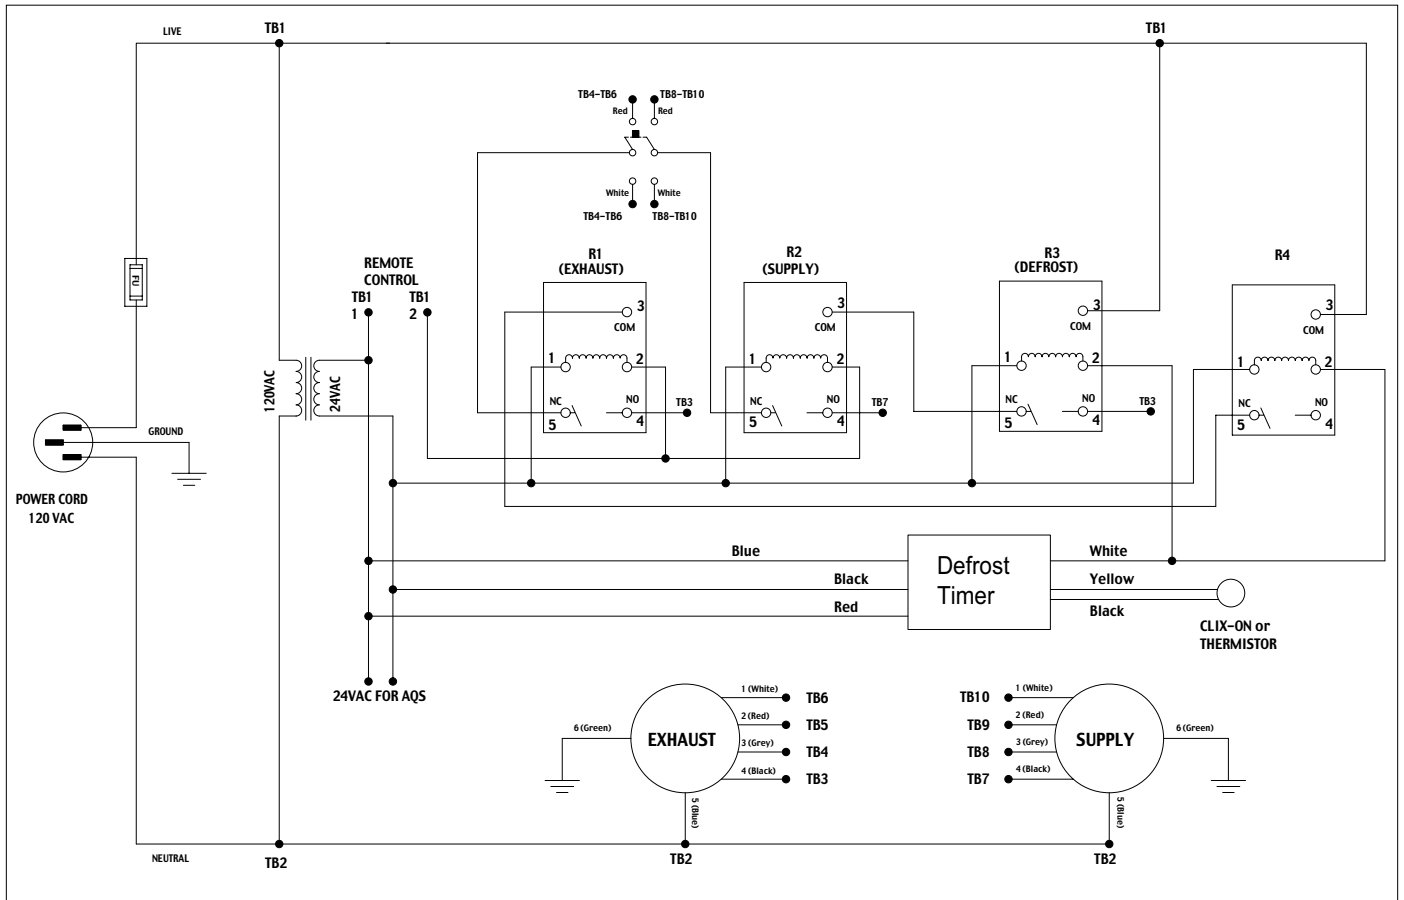 LIVE
TB1
TB1
TB4-TB6
TB8-TB10
Red
Red
White
White
TB4-TB6
TB8-TB10
FU
REMOTE
CONTROL
TB1
1
TB1
2
R1
(EXHAUST)
3
COM
1
2
NC
NO
5
4
TB3
R2
(SUPPLY)
3
COM
1
2
NC
NO
5
4
TB7
R3
(DEFROST)
3
COM
1
2
NC
NO
5
4
TB3
R4
3
COM
1
2
NC
NO
5
4
120VAC
24VAC
GROUND
POWER CORD
120 VAC
Blue
Black
Red
Defrost
Timer
White
Yellow
Black
CLIX-ON or
THERMISTOR
24VAC FOR AQS
6 (Green)
EXHAUST
1 (White)
TB6
2 (Red)
TB5
3 (Grey)
TB4
4 (Black)
TB3
5 (Blue)
TB10
1 (White)
TB9
2 (Red)
TB8
3 (Grey)
TB7
4 (Black)
SUPPLY
6 (Green)
5 (Blue)
NEUTRAL
TB2
TB2
TB2